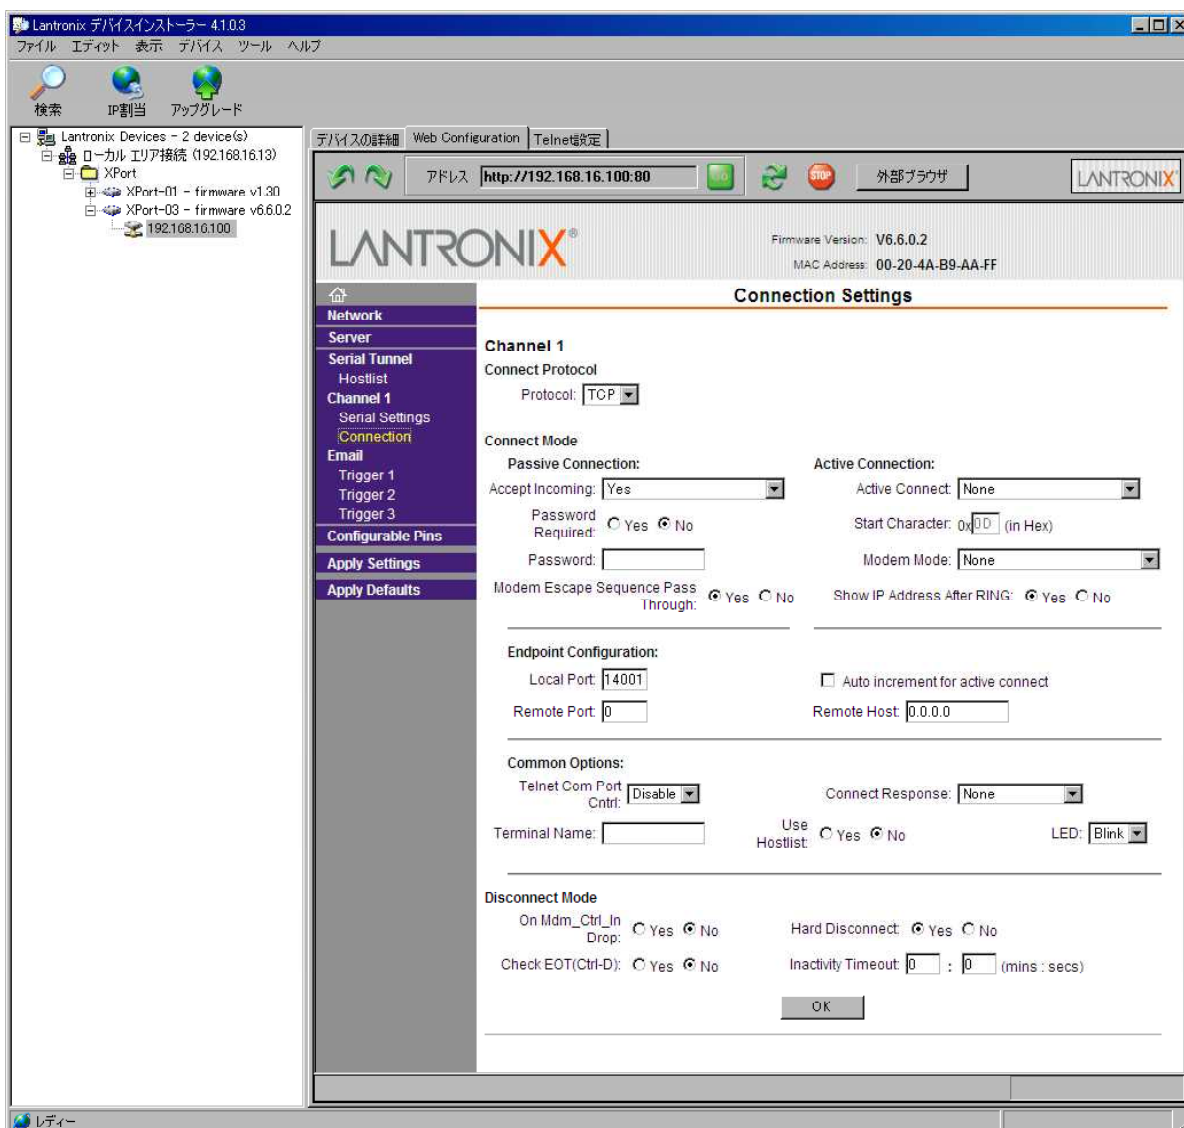 Lantronix デバイスインストーラー 4.1.0.3
ファイル エディット 表示 デバイス ツール ヘルプ
検索 IP割当 アップグレード
Lantronix Devices - 2 device(s)
ローカル エリア接続 (192.168.16.13)
XPort
XPort-01 - firmware v1.30
XPort-03 - firmware v6.6.0.2
192.168.16.100
デバイスの詳細 Web Configuration Telnet設定
アドレス http://192.168.16.100:80 STOP 外部ブラウザ LANTRONIX
LANTRONIX®
Firmware Version: V6.6.0.2
MAC Address: 00-20-4A-B9-AA-FF
Network
Server
Serial Tunnel
Hostlist
Channel 1
Serial Settings
Connection
Email
Trigger 1
Trigger 2
Trigger 3
Configurable Pins
Apply Settings
Apply Defaults
Connection Settings
Channel 1
Connect Protocol
Protocol: TCP
Connect Mode
Passive Connection: Active Connection:
Accept Incoming: Yes Active Connect: None
Password Required: Yes No Start Character: 0x 0D (in Hex)
Password: Modem Mode: None
Modem Escape Sequence Pass Through: Yes No Show IP Address After RING: Yes No
Endpoint Configuration:
Local Port: 14001 Auto increment for active connect
Remote Port: 0 Remote Host: 0.0.0.0
Common Options:
Telnet Com Port Cntrl: Disable Connect Response: None
Terminal Name: Use Hostlist: Yes No LED: Blink
Disconnect Mode
On Mdm_Ctrl_In Drop: Yes No Hard Disconnect: Yes No
Check EOT(Ctrl-D): Yes No Inactivity Timeout: 0 : 0 (mins : secs)
OK
レディー